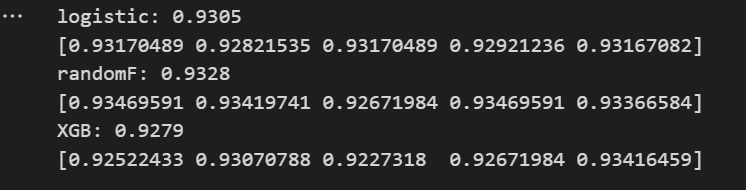 ...
logistic: 0.9305
[0.93170489 0.92821535 0.93170489 0.92921236 0.93167082]
randomF: 0.9328
[0.93469591 0.93419741 0.92671984 0.93469591 0.93366584]
XGB: 0.9279
[0.92522433 0.93070788 0.9227318  0.92671984 0.93416459]